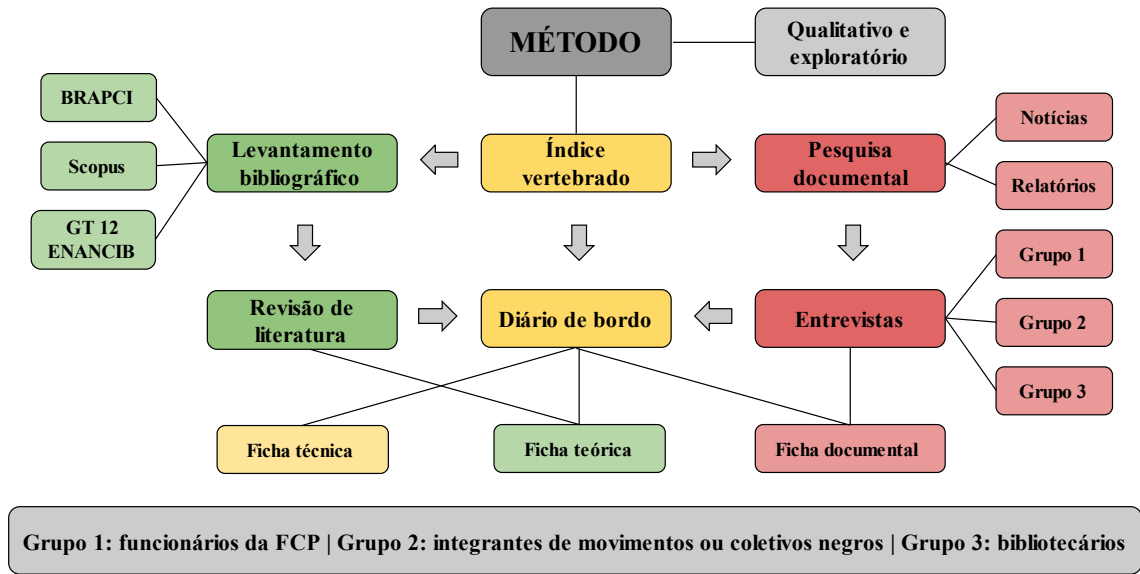 MÉTODO
Qualitativo e
exploratório
BRAPCI
Scopus
GT 12
ENANCIB
Levantamento
bibliográfico
Índice
vertebrado
Pesquisa
documental
Notícias
Relatórios
Revisão de
literatura
Diário de bordo
Entrevistas
Grupo 1
Grupo 2
Grupo 3
Ficha técnica
Ficha teórica
Ficha documental
Grupo 1: funcionários da FCP | Grupo 2: integrantes de movimentos ou coletivos negros | Grupo 3: bibliotecários